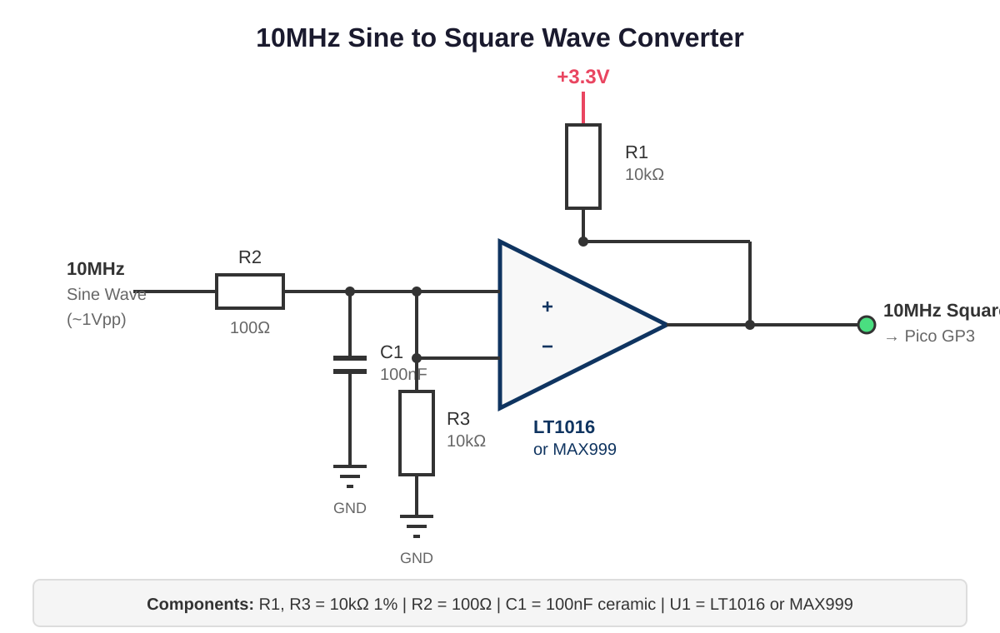 10MHz Sine to Square Wave Converter
+3.3V
R1
10kΩ
R2
100Ω
10MHz
Sine Wave
(~1Vpp)
C1
100nF
+
−
R3
10kΩ
LT1016
or MAX999
10MHz Squar
→ Pico GP3
GND
GND
Components: R1, R3 = 10kΩ 1% | R2 = 100Ω | C1 = 100nF ceramic | U1 = LT1016 or MAX999